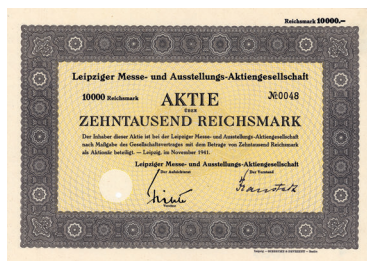 Reichsmark 10000.—
Leipziger Messe- und Ausstellungs-Aktiengesellschaft
10000 Reichsmark AKTIE №0048
ÜBER
ZEHNTAUSEND REICHSMARK
Der Inhaber dieser Aktie ist bei der Leipziger Messe- und Ausstellungs-Aktiengesellschaft
nach Maßgabe des Gesellschaftsvertrages mit dem Betrage von Zehntausend Reichsmark
als Aktionär beteiligt. — Leipzig, im November 1941.
Leipziger Messe- und Ausstellungs-Aktiengesellschaft
Der Aufsichtsrat Der Vorstand
Vorsitzer